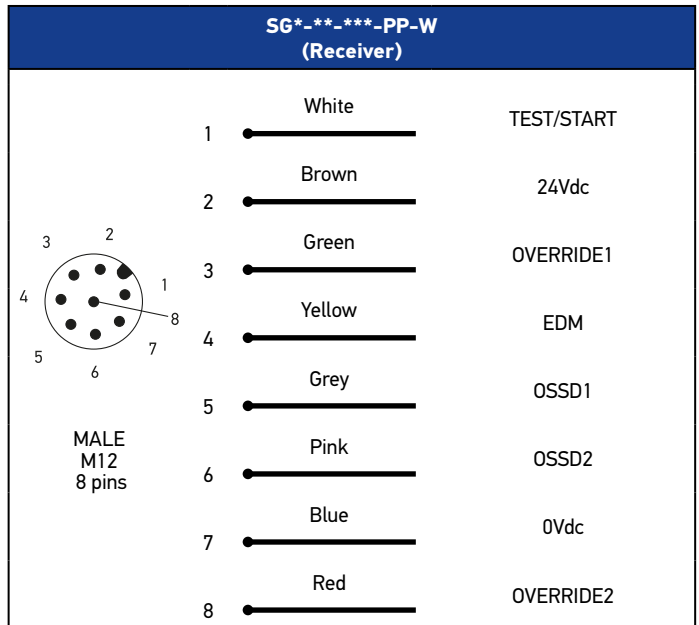 SG*-**-***-PP-W
(Receiver)
1 White TEST/START
2 Brown 24Vdc
3 Green OVERRIDE1
4 Yellow EDM
5 Grey OSSD1
6 Pink OSSD2
7 Blue 0Vdc
8 Red OVERRIDE2
3 2
1
4
8
7
5
6
MALE
M12
8 pins